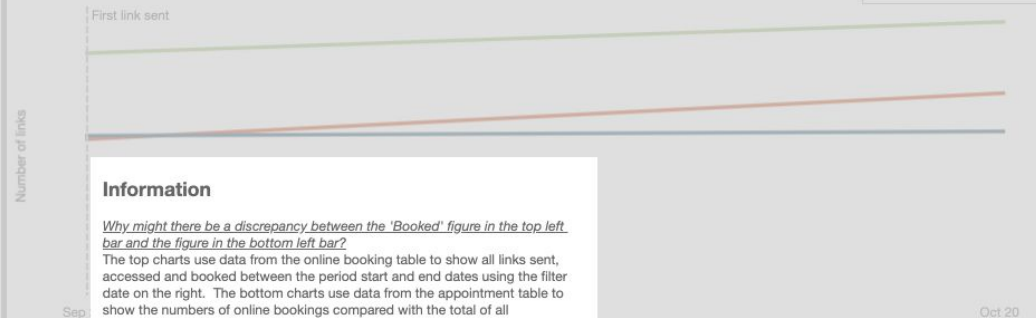 First link sent
Number of links
Information
Why might there be a discrepancy between the 'Booked' figure in the top left
bar and the figure in the bottom left bar?
The top charts use data from the online booking table to show all links sent,
accessed and booked between the period start and end dates using the filter
date on the right.  The bottom charts use data from the appointment table to
show the numbers of online bookings compared with the total of all
Sep
Oct 20